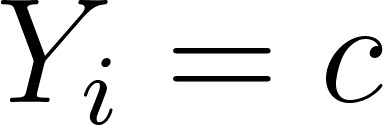 Y_i = c